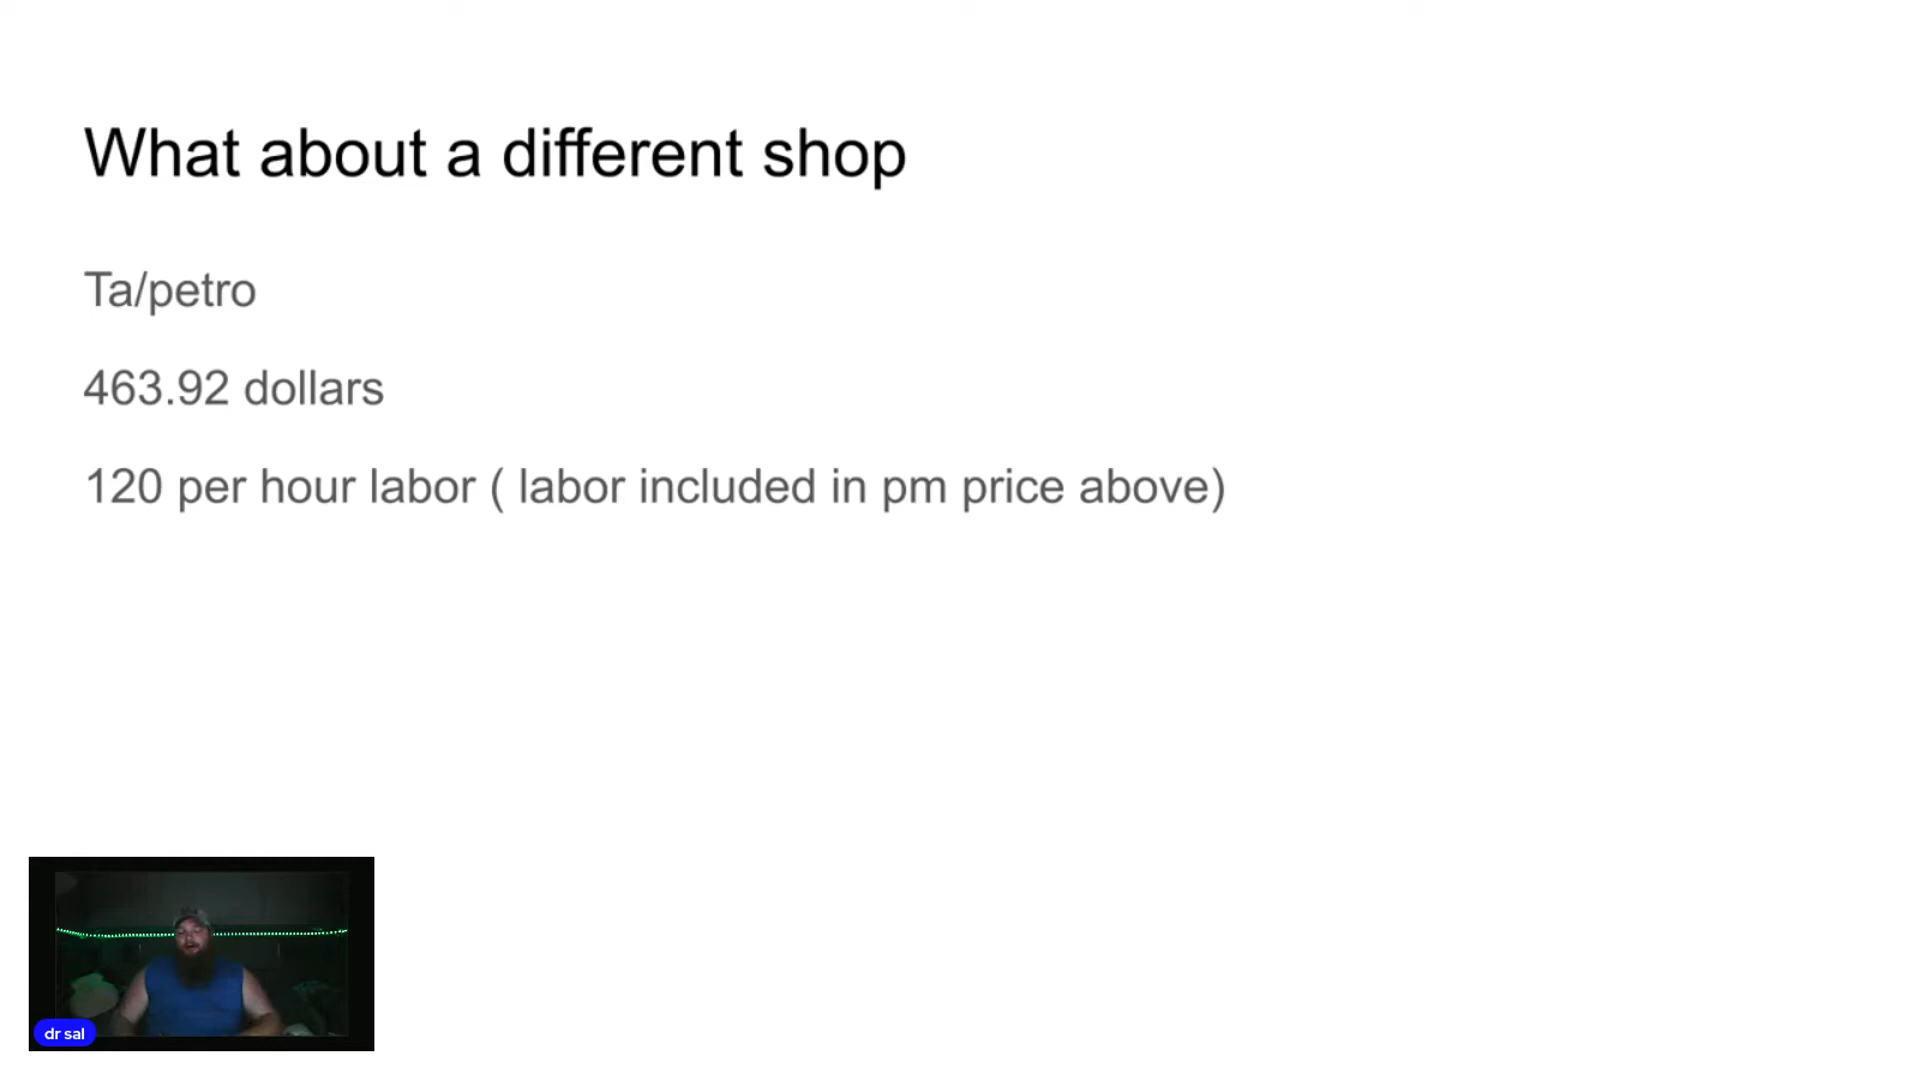 What about a different shop
Ta/petro
463.92 dollars
120 per hour labor ( labor included in pm price above)
dr sal